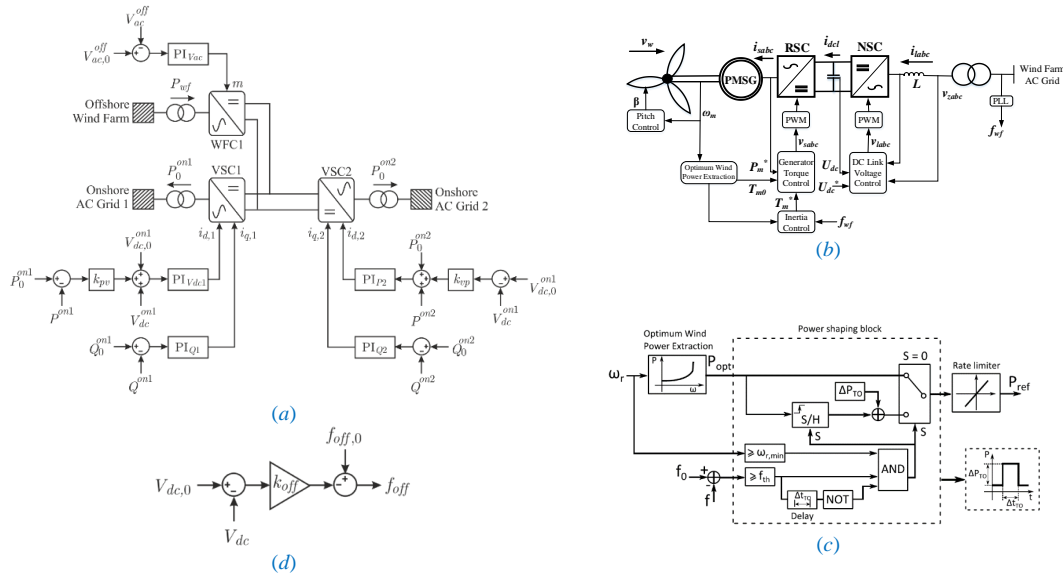 V_ac^off
V_ac,0^off
PI_Vac
P_wf
m
Offshore
Wind Farm
WFC1
P_0^on1
VSC1
VSC2
P_0^on2
Onshore
AC Grid 1
Onshore
AC Grid 2
i_d,1
i_q,1
i_q,2
i_d,2
V_dc,0^on1
P_0^on2
P_0^on1
k_pv
PI_Vdc1
PI_P2
k_vp
V_dc,0^on1
P^on1
V_dc^on1
P^on2
V_dc^on1
Q_0^on1
PI_Q1
PI_Q2
Q_0^on2
Q^on1
Q^on2
(a)
v_w
i_sabc
RSC
i_dcl
NSC
i_labc
PMSG
L
v_zabc
Wind Farm
AC Grid
PLL
f_wf
β
Pitch
Control
ω_m
PWM
PWM
v_sabc
v_labc
Optimum Wind
Power Extraction
P_m*
T_m0
Generator
Torque
Control
U_dc
U_dc*
DC Link
Voltage
Control
T_m*
Inertia
Control
f_wf
(b)
Optimum Wind
Power Extraction
Power shaping block
P
ω
ω_r
P_opt
S = 0
Rate limiter
P_ref
ΔP_TO
S/H
S
S
≥ ω_r,min
AND
f_0
+
-
f
≥ f_th
Δt_TO
NOT
Delay
P
ΔP_TO
t
Δt_TO
(c)
V_dc,0
V_dc
k_off
f_off,0
f_off
(d)